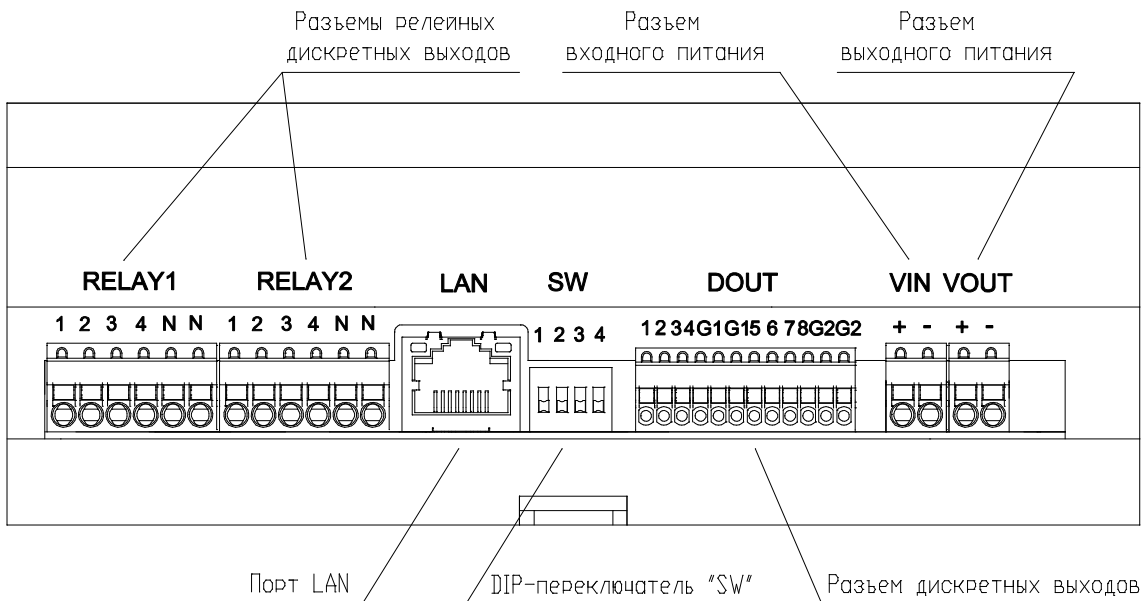 Разъемы релейных
дискретных выходов
Разъем
входного питания
Разъем
выходного питания
RELAY1 RELAY2 LAN SW DOUT VIN VOUT
1 2 3 4 N N 1 2 3 4 N N 1 2 3 4 1 2 3 4 G1 G1 5 6 7 8 G2 G2 + - + -
Порт LAN DIP-переключатель "SW" Разъем дискретных выходов